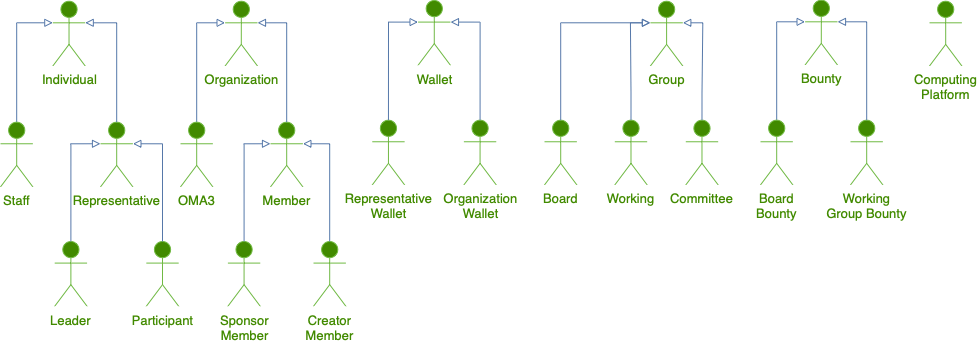 Individual
Organization
Wallet
Group
Bounty
Computing
Platform
Staff
Representative
OMA3
Member
Representative
Wallet
Organization
Wallet
Board
Working
Committee
Board
Bounty
Working
Group Bounty
Leader
Participant
Sponsor
Member
Creator
Member